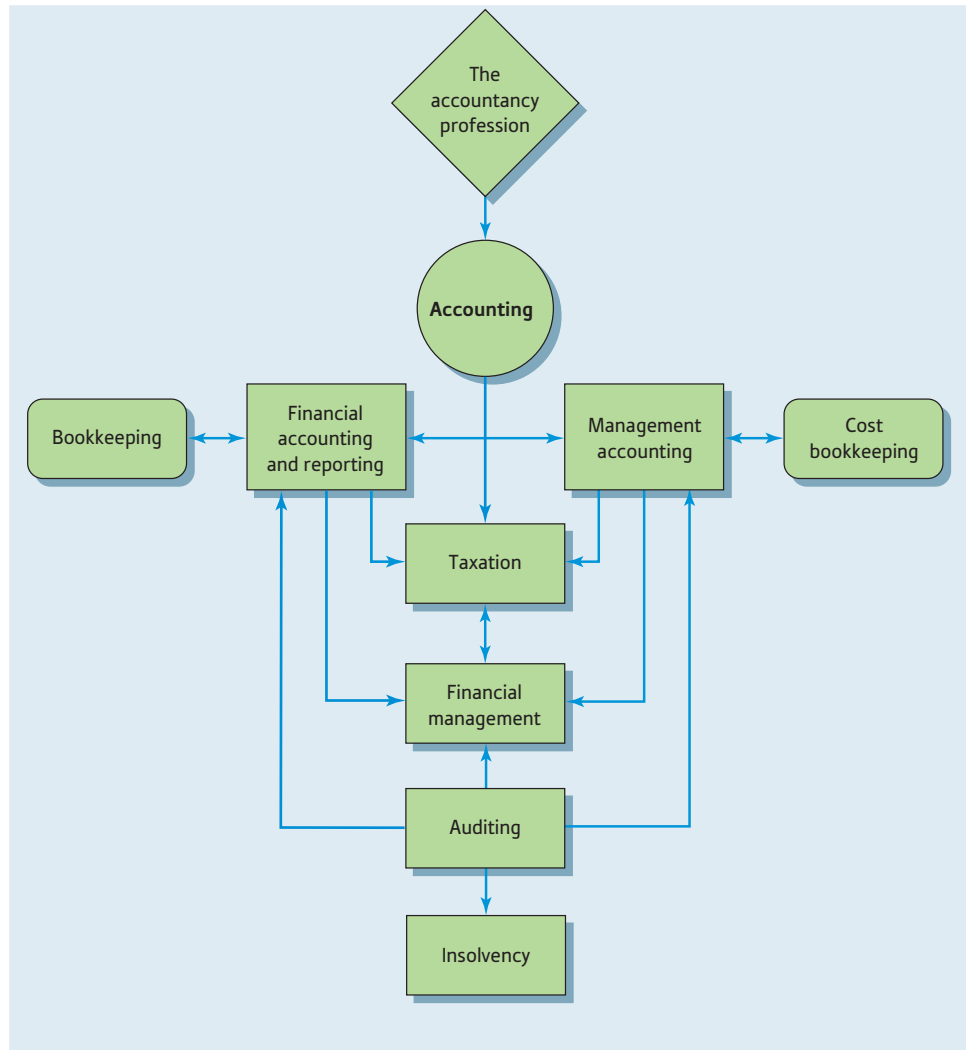 The
accountancy
profession
Accounting
Bookkeeping
Financial
accounting
and reporting
Management
accounting
Cost
bookkeeping
Taxation
Financial
management
Auditing
Insolvency